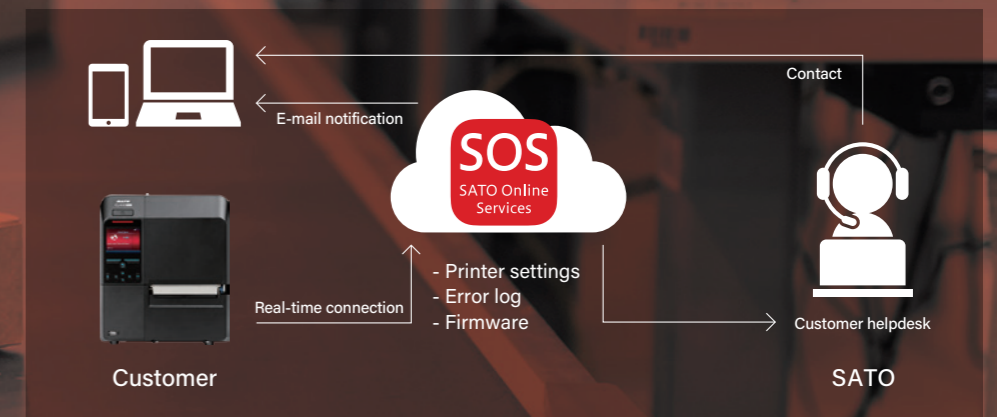 Contact
E-mail notification
SOS
SATO Online
Services
- Printer settings
- Error log
- Firmware
Real-time connection
Customer helpdesk
Customer
SATO